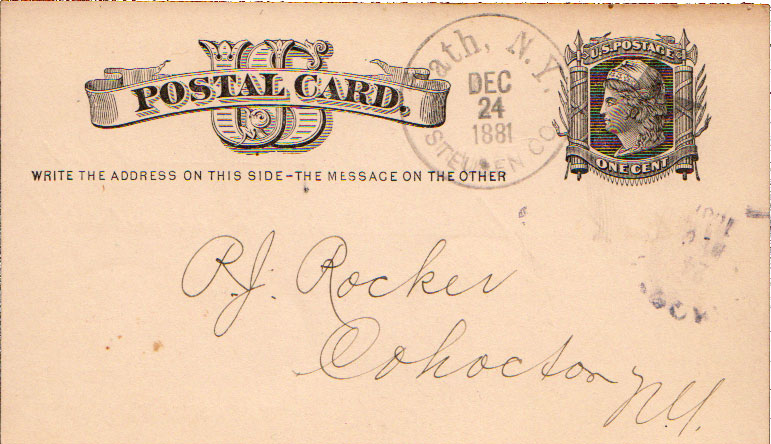 US
POSTAL CARD.
ath, N.Y.
DEC
24
1881
STEUBEN CO
U.S. POSTAGE
ONE CENT
WRITE THE ADDRESS ON THIS SIDE-THE MESSAGE ON THE OTHER
R.J. Rocker
Cohocton
N.Y.